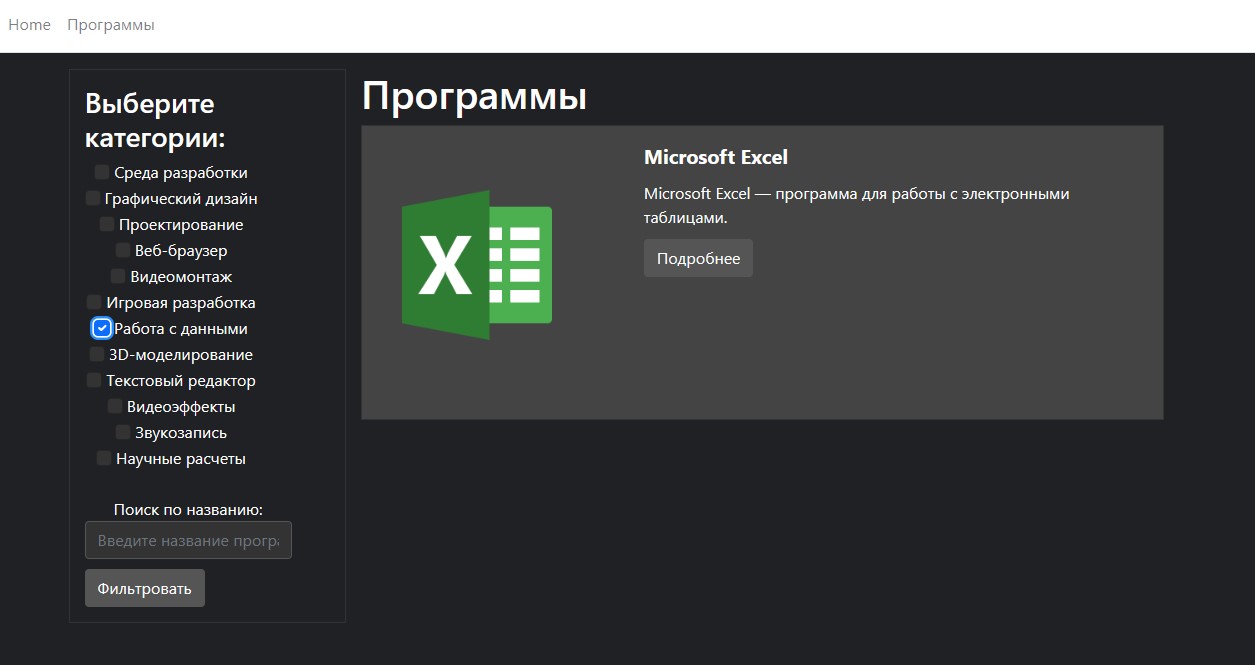 Home Программы
Выберите
категории:
Среда разработки
Графический дизайн
Проектирование
Веб-браузер
Видеомонтаж
Игровая разработка
Работа с данными
3D-моделирование
Текстовый редактор
Видеоэффекты
Звукозапись
Научные расчеты
Поиск по названию:
Введите название програ
Фильтровать
Программы
X
Microsoft Excel
Microsoft Excel — программа для работы с электронными
таблицами.
Подробнее